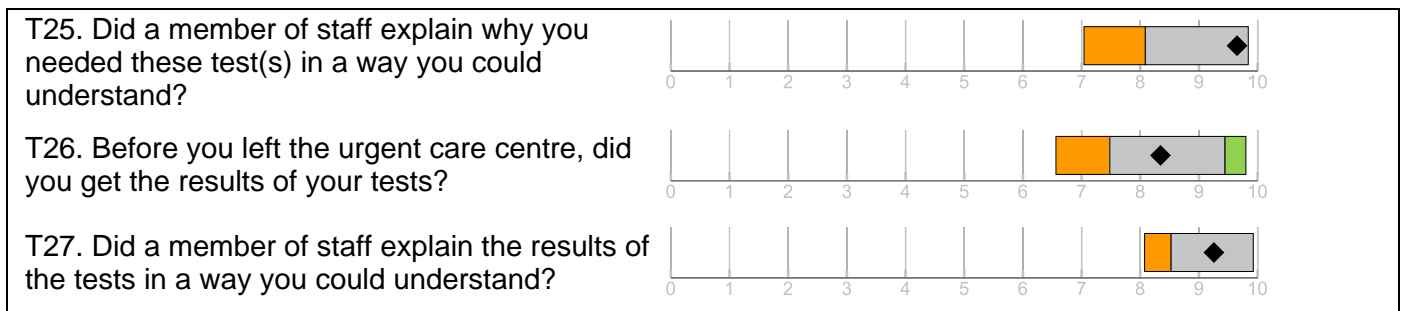 T25. Did a member of staff explain why you
needed these test(s) in a way you could
understand?
0 1 2 3 4 5 6 7 8 9 10
T26. Before you left the urgent care centre, did
you get the results of your tests?
0 1 2 3 4 5 6 7 8 9 10
T27. Did a member of staff explain the results of
the tests in a way you could understand?
0 1 2 3 4 5 6 7 8 9 10